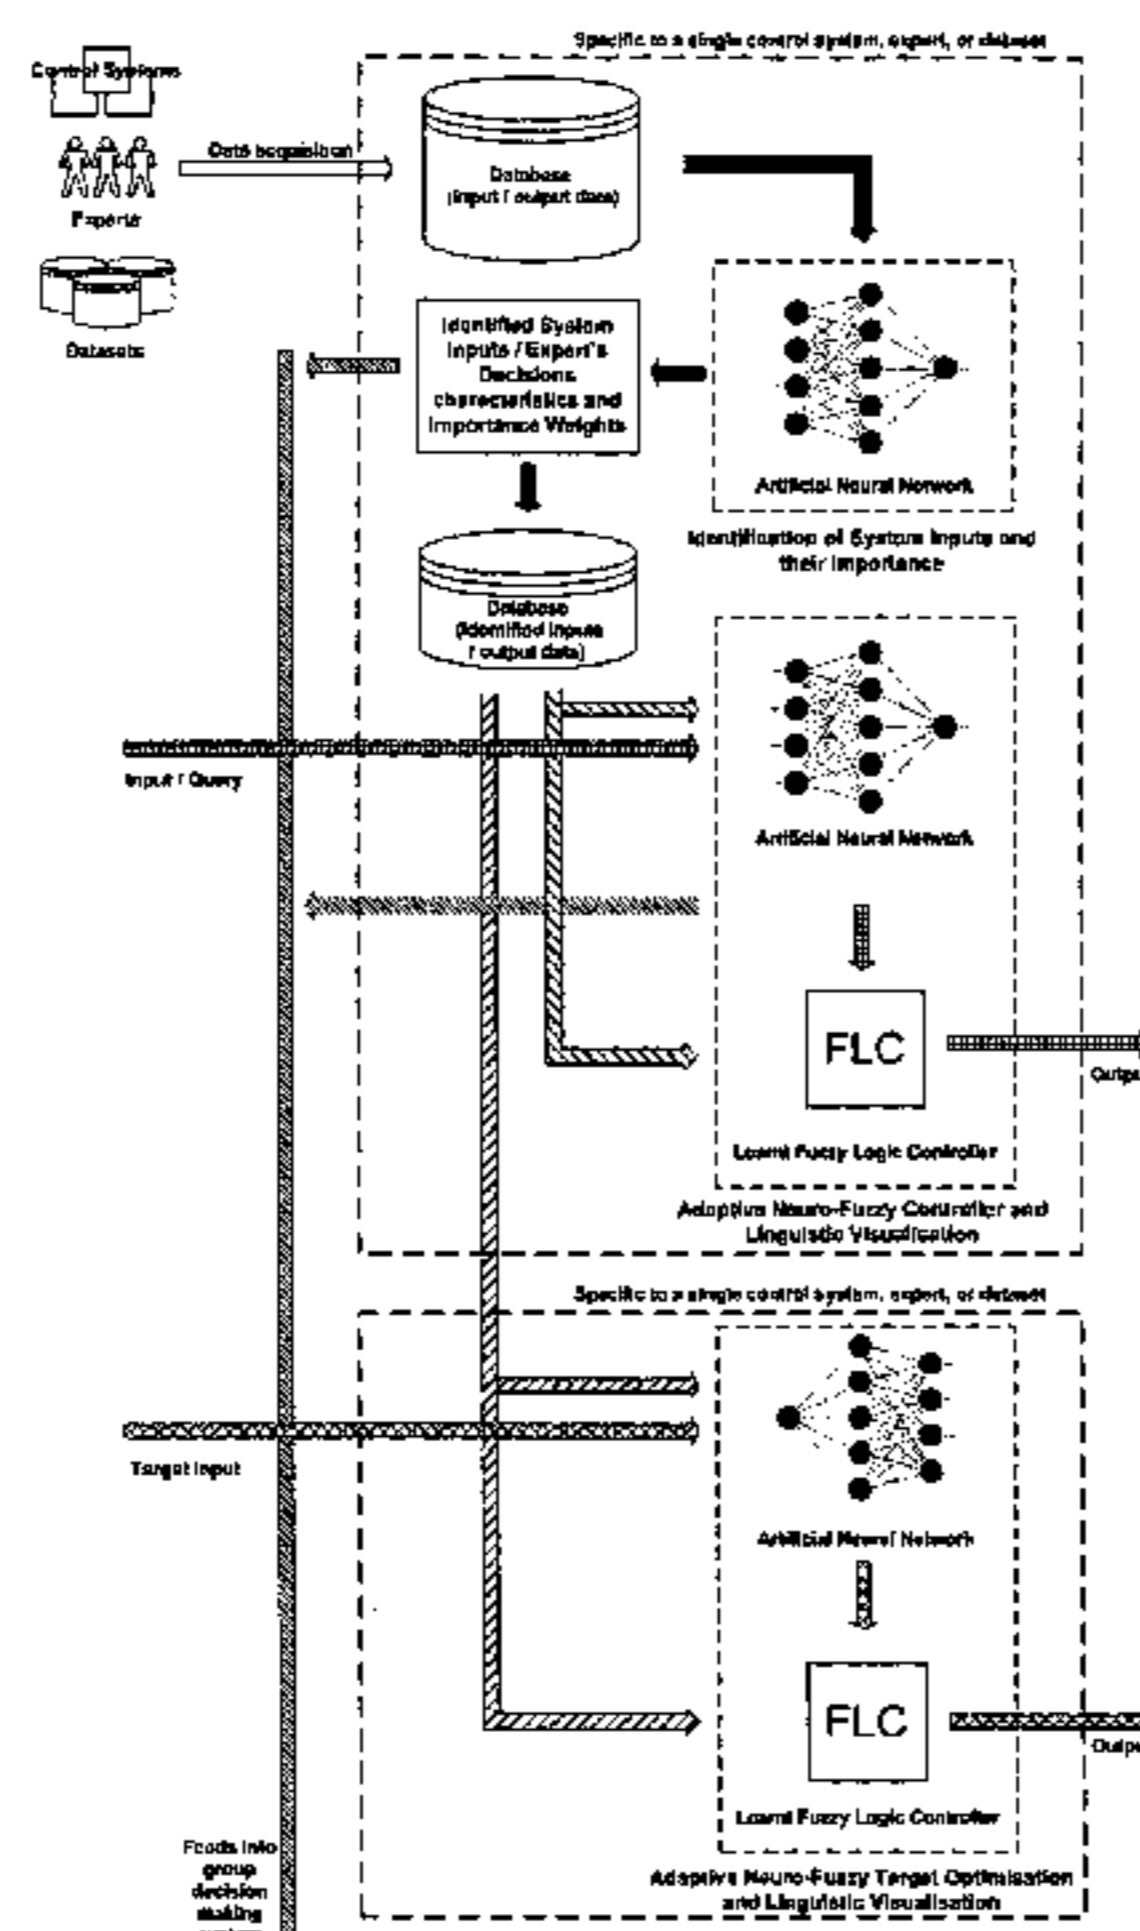 Specific to a single control system, expert, or dataset
Control Systems
Data acquisition
Experts
Datasets
Database
(Input / output data)
Identified System
Inputs / Expert's
Decisions
characteristics and
Importance Weights
Artificial Neural Network
Identification of System Inputs and
their Importance
Database
(Identified Inputs
/ output data)
Input / Query
Artificial Neural Network
FLC
Outpu
Learnt Fuzzy Logic Controller
Adaptive Neuro-Fuzzy Controller and
Linguistic Visualisation
Specific to a single control system, expert, or dataset
Target Input
Artificial Neural Network
FLC
Outpu
Learnt Fuzzy Logic Controller
Feeds into
group
decision
making
Adaptive Neuro-Fuzzy Target Optimisation
and Linguistic Visualisation